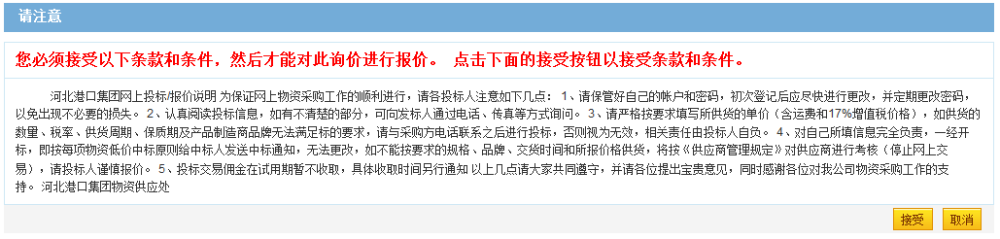 请注意
您必须接受以下条款和条件，然后才能对此询价进行报价。 点击下面的接受按钮以接受条款和条件。
河北港口集团网上投标/报价说明 为保证网上物资采购工作的顺利进行，请各投标人注意如下几点： 1、请保管好自己的帐户和密码，初次登记后应尽快进行更改，并定期更改密码，
以免出现不必要的损失。 2、认真阅读投标信息，如有不清楚的部分，可向发标人通过电话、传真等方式询问。 3、请严格按要求填写所供货的单价（含运费和17%增值税价格），如供货的
数量、税率、供货周期、保质期及产品制造商品牌无法满足标的要求，请与采购方电话联系之后进行投标，否则视为无效，相关责任由投标人自负。 4、对自己所填信息完全负责，一经开
标，即按每项物资低价中标原则给中标人发送中标通知，无法更改，如不能按要求的规格、品牌、交货时间和所报价格供货，将按《供应商管理规定》对供应商进行考核（停止网上交
易），请投标人谨慎报价。 5、投标交易佣金在试用期暂不收取，具体收取时间另行通知 以上几点请大家共同遵守，并请各位提出宝贵意见，同时感谢各位对我公司物资采购工作的支
持。 河北港口集团物资供应处
接受 取消